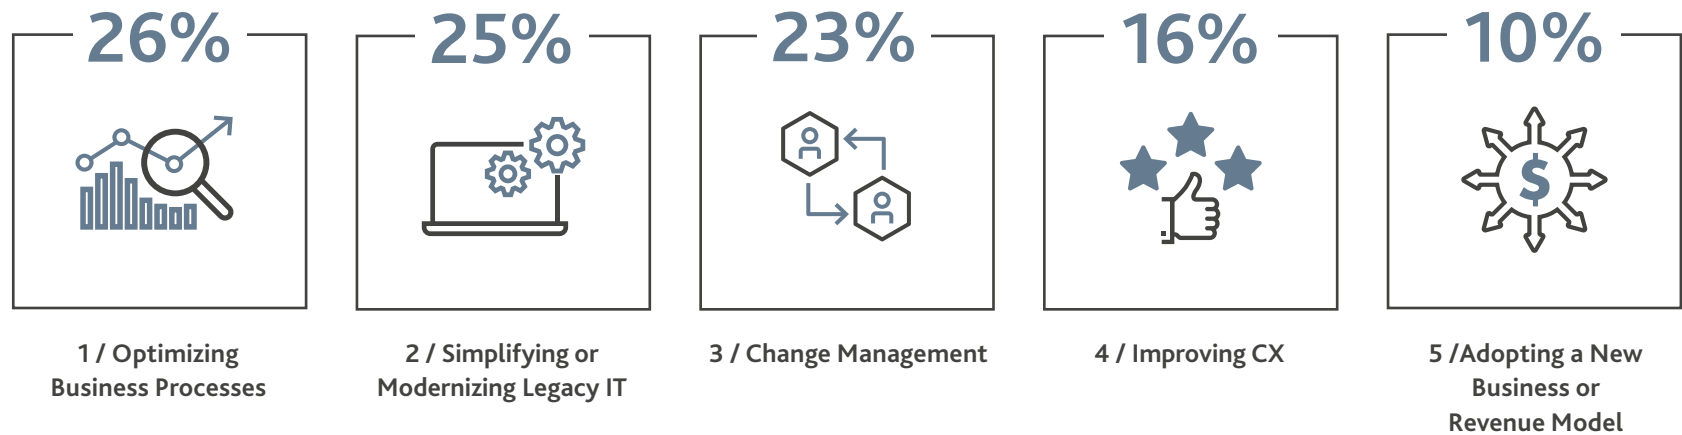 26%
1 / Optimizing
Business Processes
25%
2 / Simplifying or
Modernizing Legacy IT
23%
3 / Change Management
16%
4 / Improving CX
10%
$
5 /Adopting a New
Business or
Revenue Model